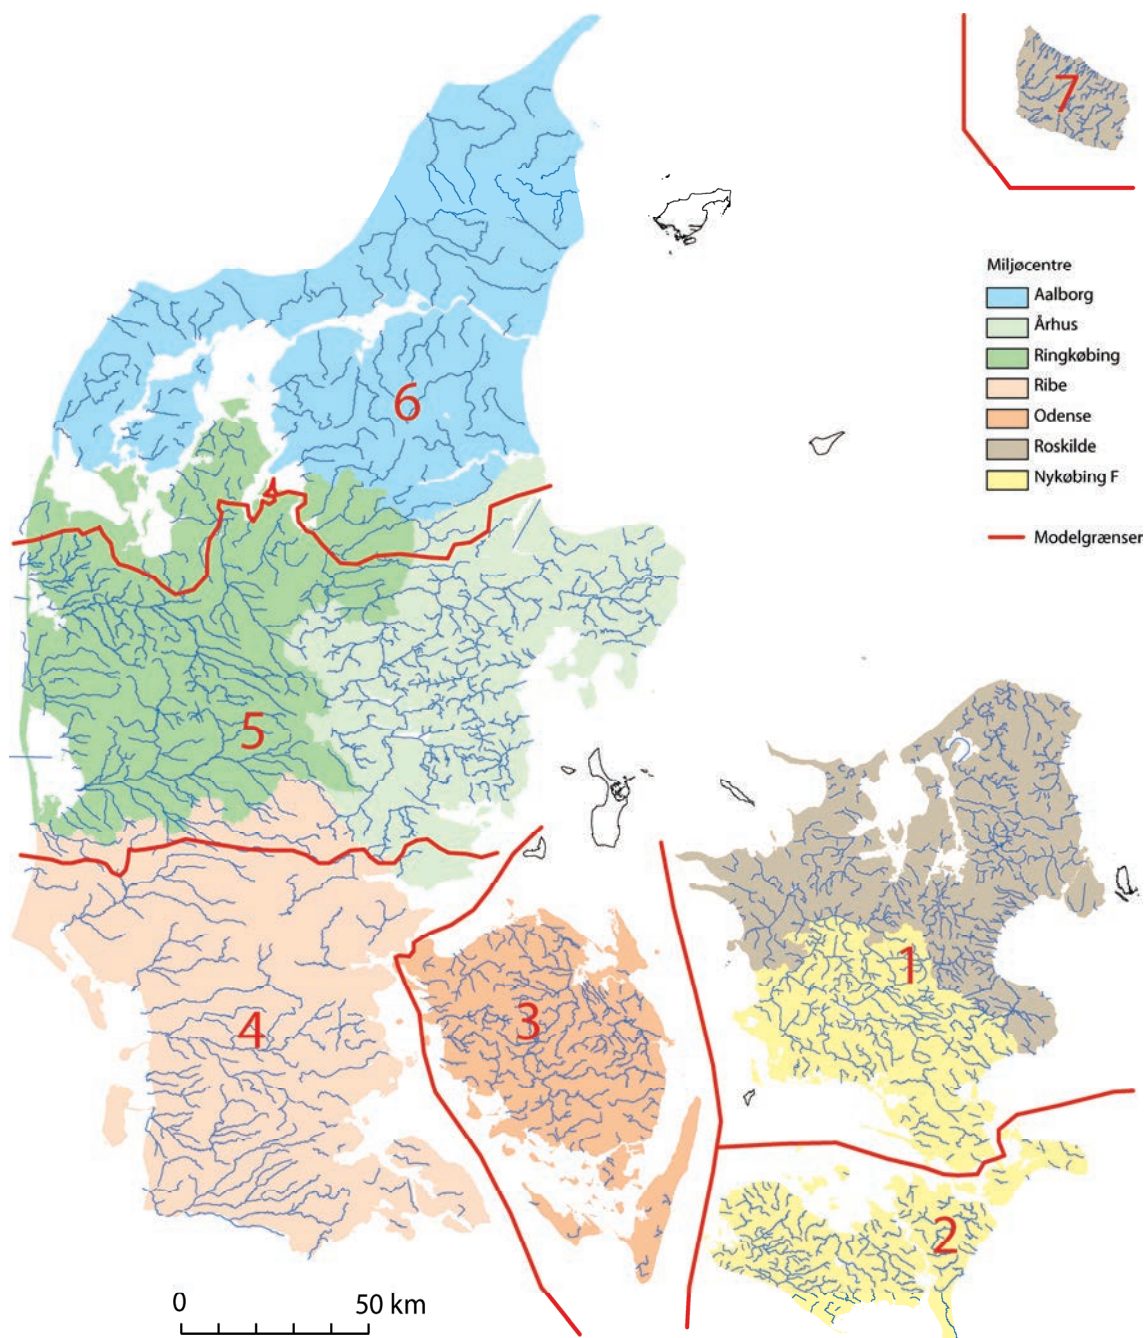 7
Miljøcentre
Aalborg
Århus
Ringkøbing
Ribe
Odense
Roskilde
Nykøbing F
Modelgrænser
6
5
1
3
4
2
0 50 km